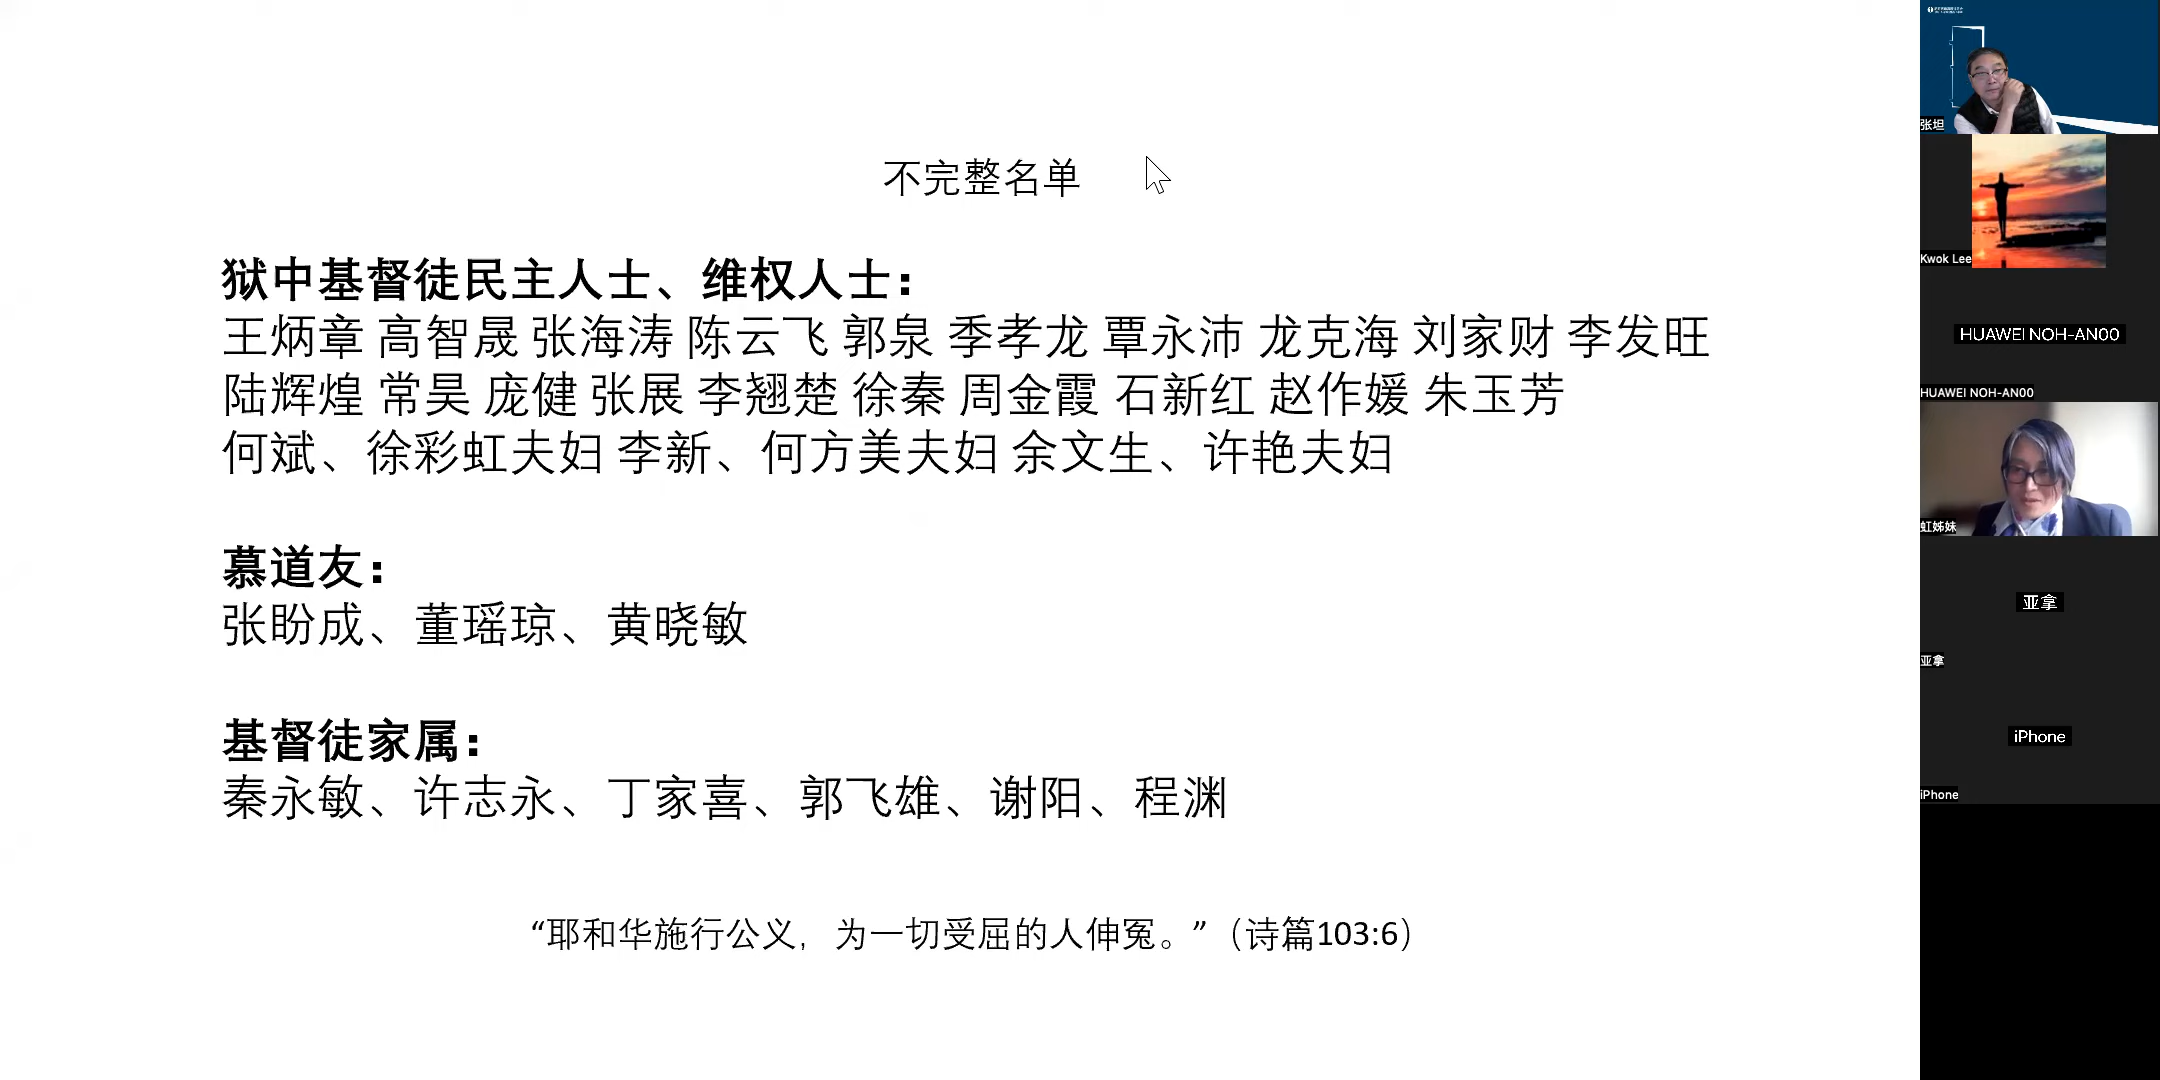 不完整名单
狱中基督徒民主人士、维权人士：
王炳章 高智晟 张海涛 陈云飞 郭泉 季孝龙 覃永沛 龙克海 刘家财 李发旺
陆辉煌 常昊 庞健 张展 李翘楚 徐秦 周金霞 石新红 赵作媛 朱玉芳
何斌、徐彩虹夫妇 李新、何方美夫妇 余文生、许艳夫妇
慕道友：
张盼成、董瑶琼、黄晓敏
基督徒家属：
秦永敏、许志永、丁家喜、郭飞雄、谢阳、程渊
“耶和华施行公义，为一切受屈的人伸冤。”（诗篇103:6）
张坦
Kwok Lee
HUAWEI NOH-AN00
HUAWEI NOH-AN00
虹姊妹
亚拿
亚拿
iPhone
iPhone